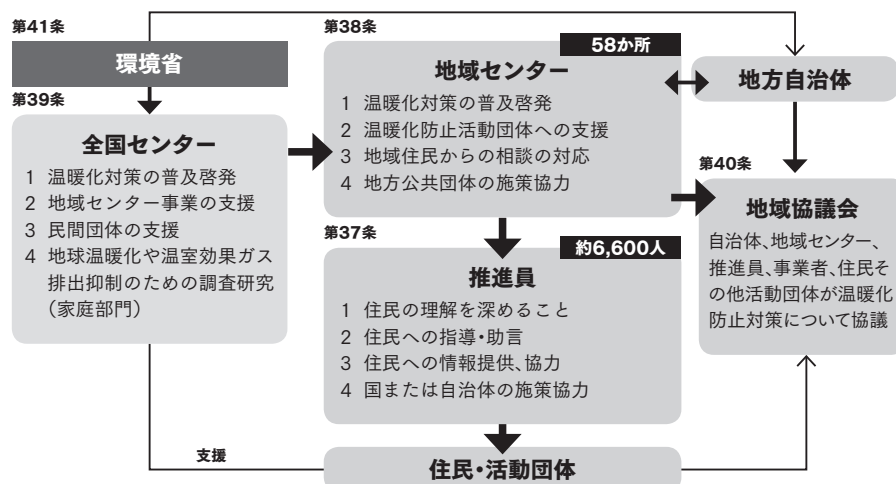 第41条
環境省
第39条
全国センター
1 温暖化対策の普及啓発
2 地域センター事業の支援
3 民間団体の支援
4 地球温暖化や温室効果ガス
排出抑制のための調査研究
（家庭部門）
第38条
58か所
地域センター
1 温暖化対策の普及啓発
2 温暖化防止活動団体への支援
3 地域住民からの相談の対応
4 地方公共団体の施策協力
第37条
約6,600人
推進員
1 住民の理解を深めること
2 住民への指導・助言
3 住民への情報提供、協力
4 国または自治体の施策協力
地方自治体
第40条
地域協議会
自治体、地域センター、
推進員、事業者、住民そ
の他活動団体が温暖化
防止対策について協議
支援
住民・活動団体